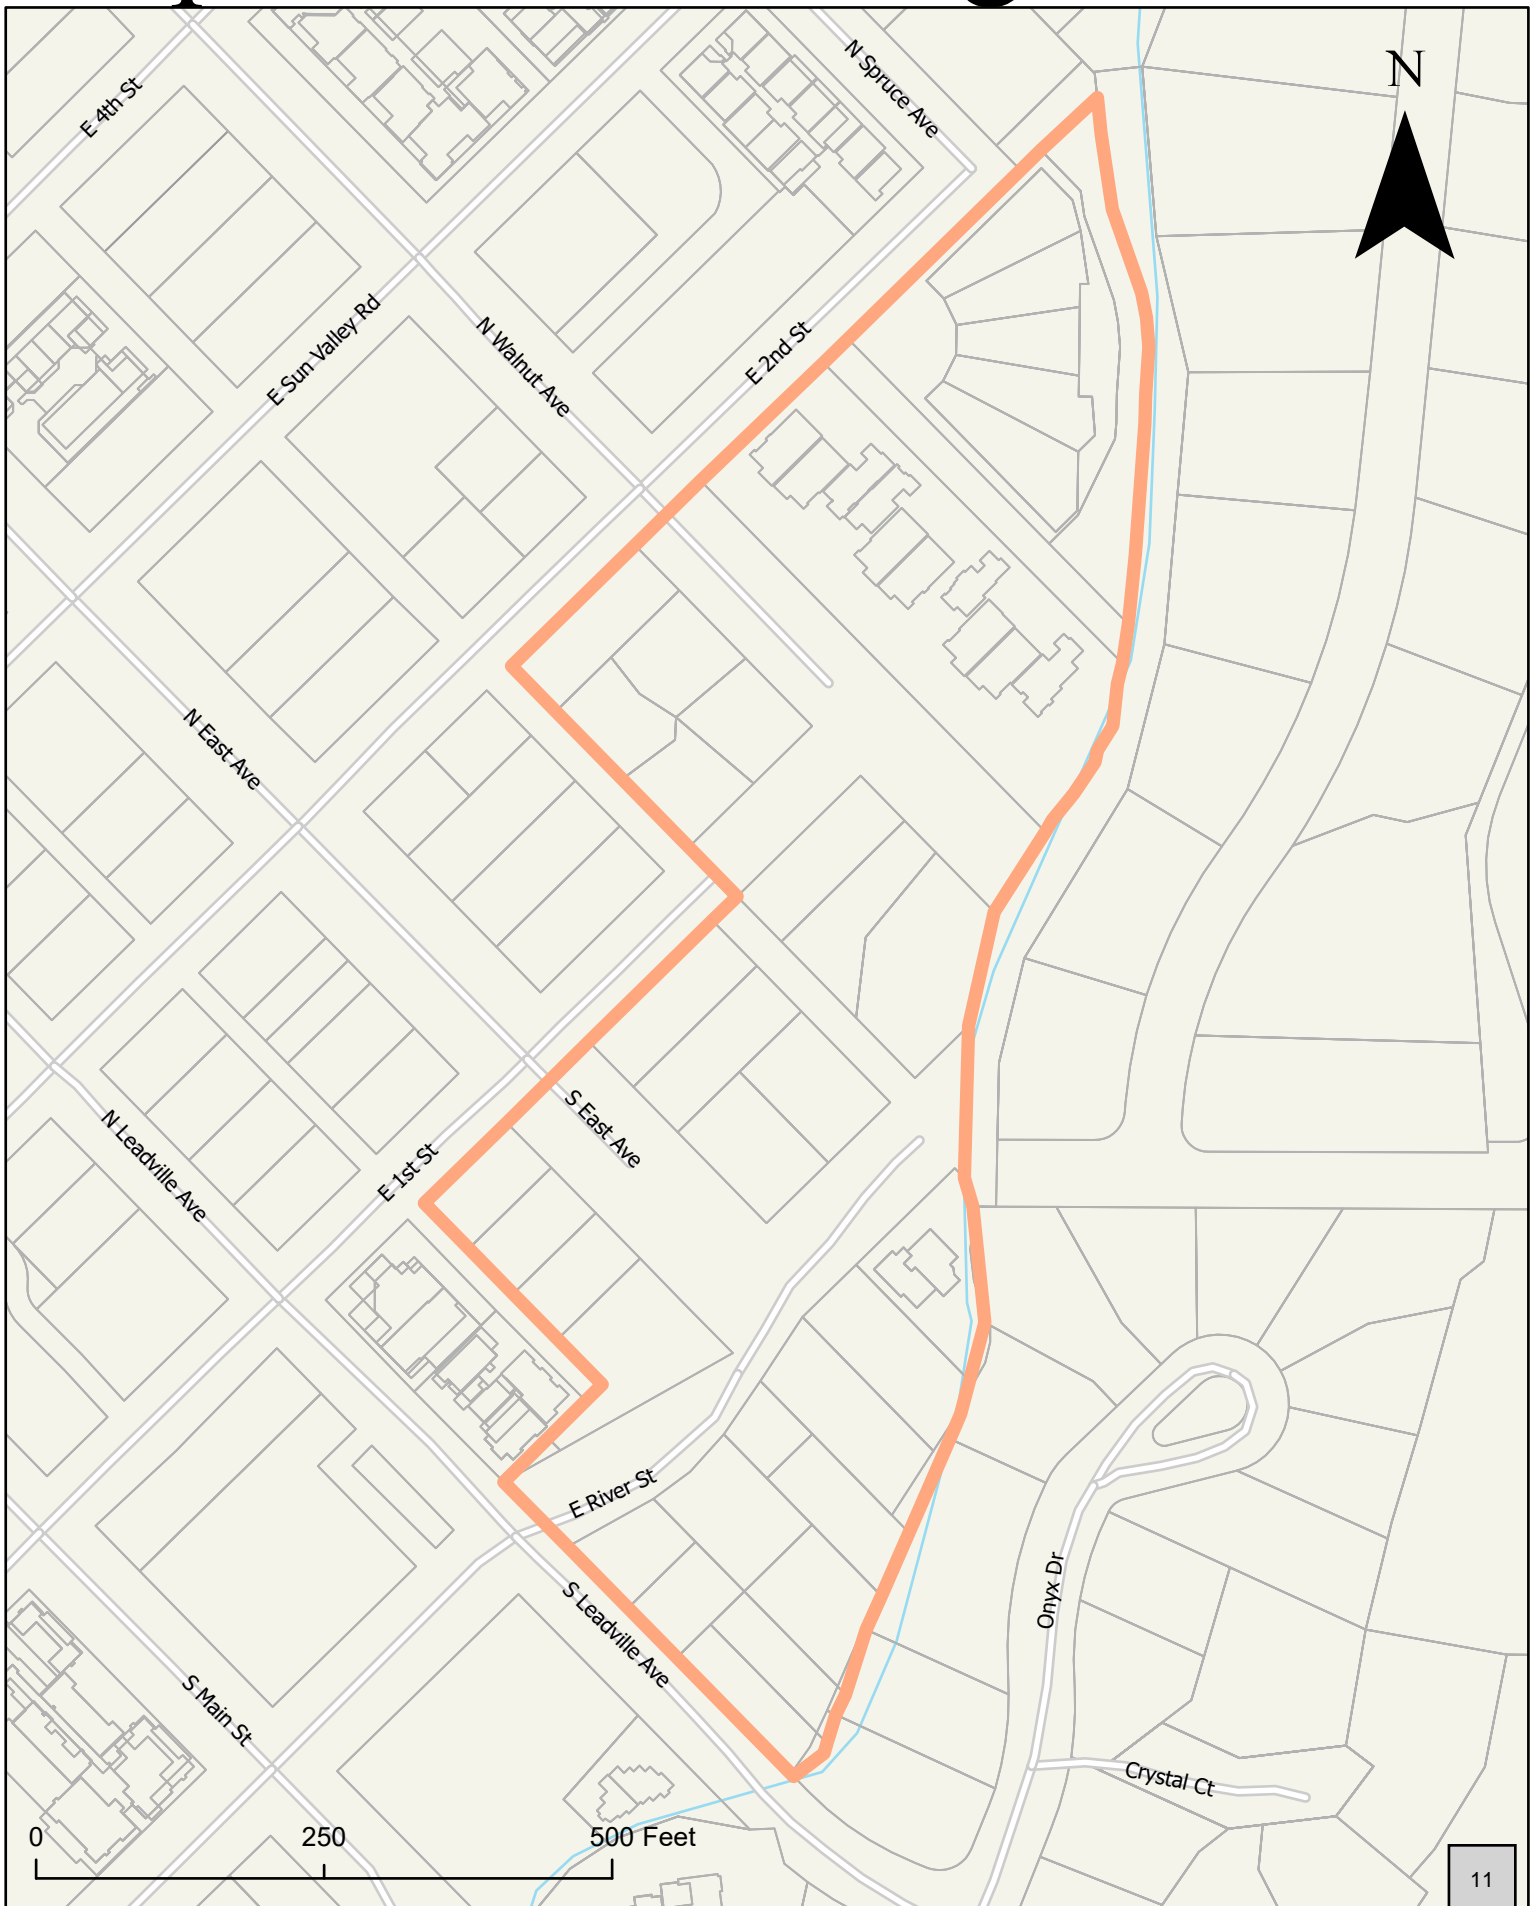 N Spruce Ave
N
E 4th St
E Sun Valley Rd
N Walnut Ave
E 2nd St
N East Ave
S East Ave
N Leadville Ave
E 1st St
E River St
Onyx Dr
S Leadville Ave
S Main St
Crystal Ct
0 250 500 Feet
11